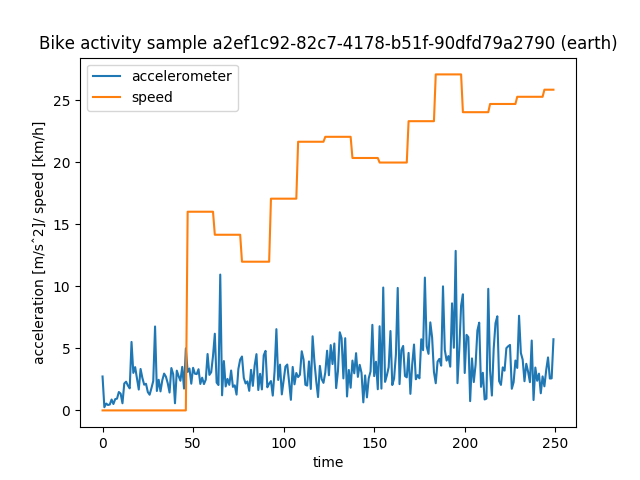 Bike activity sample a2ef1c92-82c7-4178-b51f-90dfd79a2790 (earth)
accelerometer
speed
acceleration [m/s^2]/ speed [km/h]
25
20
15
10
5
0
0 50 100 150 200 250
time